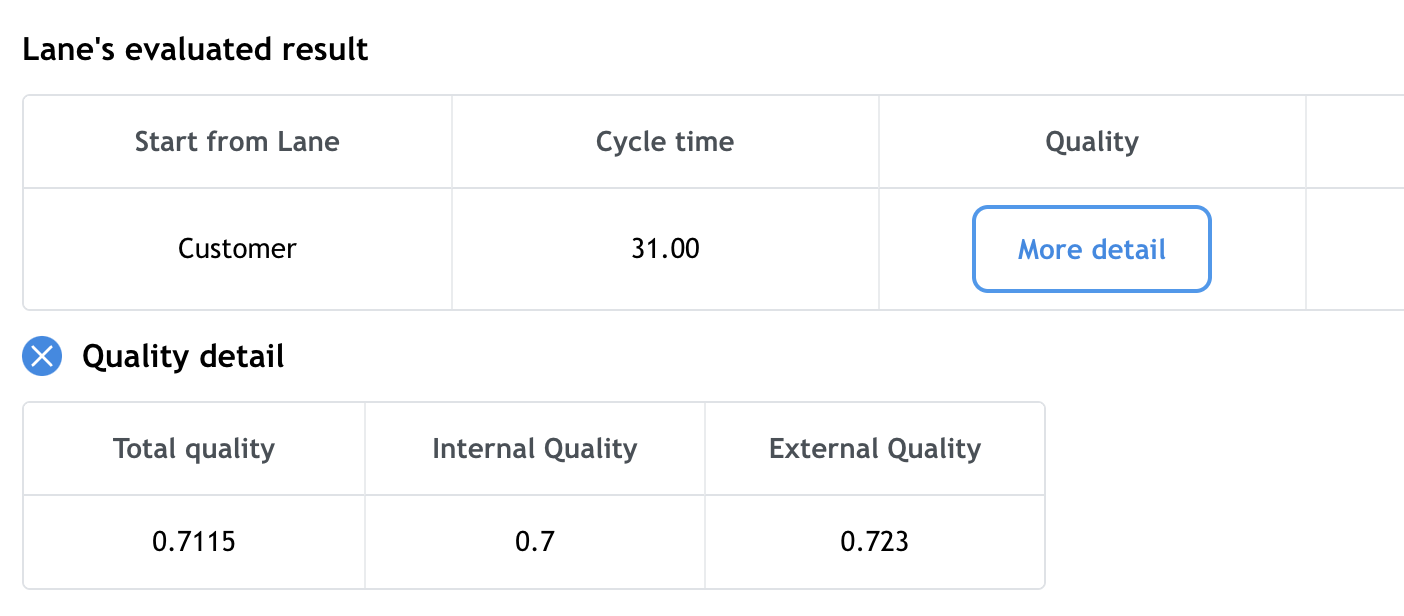 Lane's evaluated result
Start from Lane Cycle time Quality
Customer 31.00 More detail
Quality detail
Total quality Internal Quality External Quality
0.7115 0.7 0.723